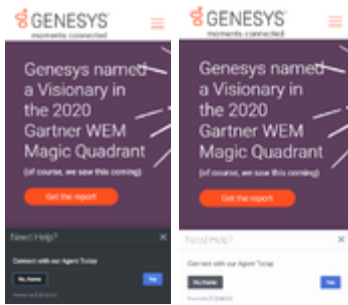 GENESYS
moments connected
Genesys named
a Visionary in
the 2020
Gartner WEM
Magic Quadrant
(of course, we saw this coming)
Get the report
Need Help?
Connect with our Agent Today
No, thanks
Yes
GENESYS
moments connected
Genesys named
a Visionary in
the 2020
Gartner WEM
Magic Quadrant
(of course, we saw this coming)
Get the report
Need Help?
Connect with our Agent Today
No, thanks
Yes